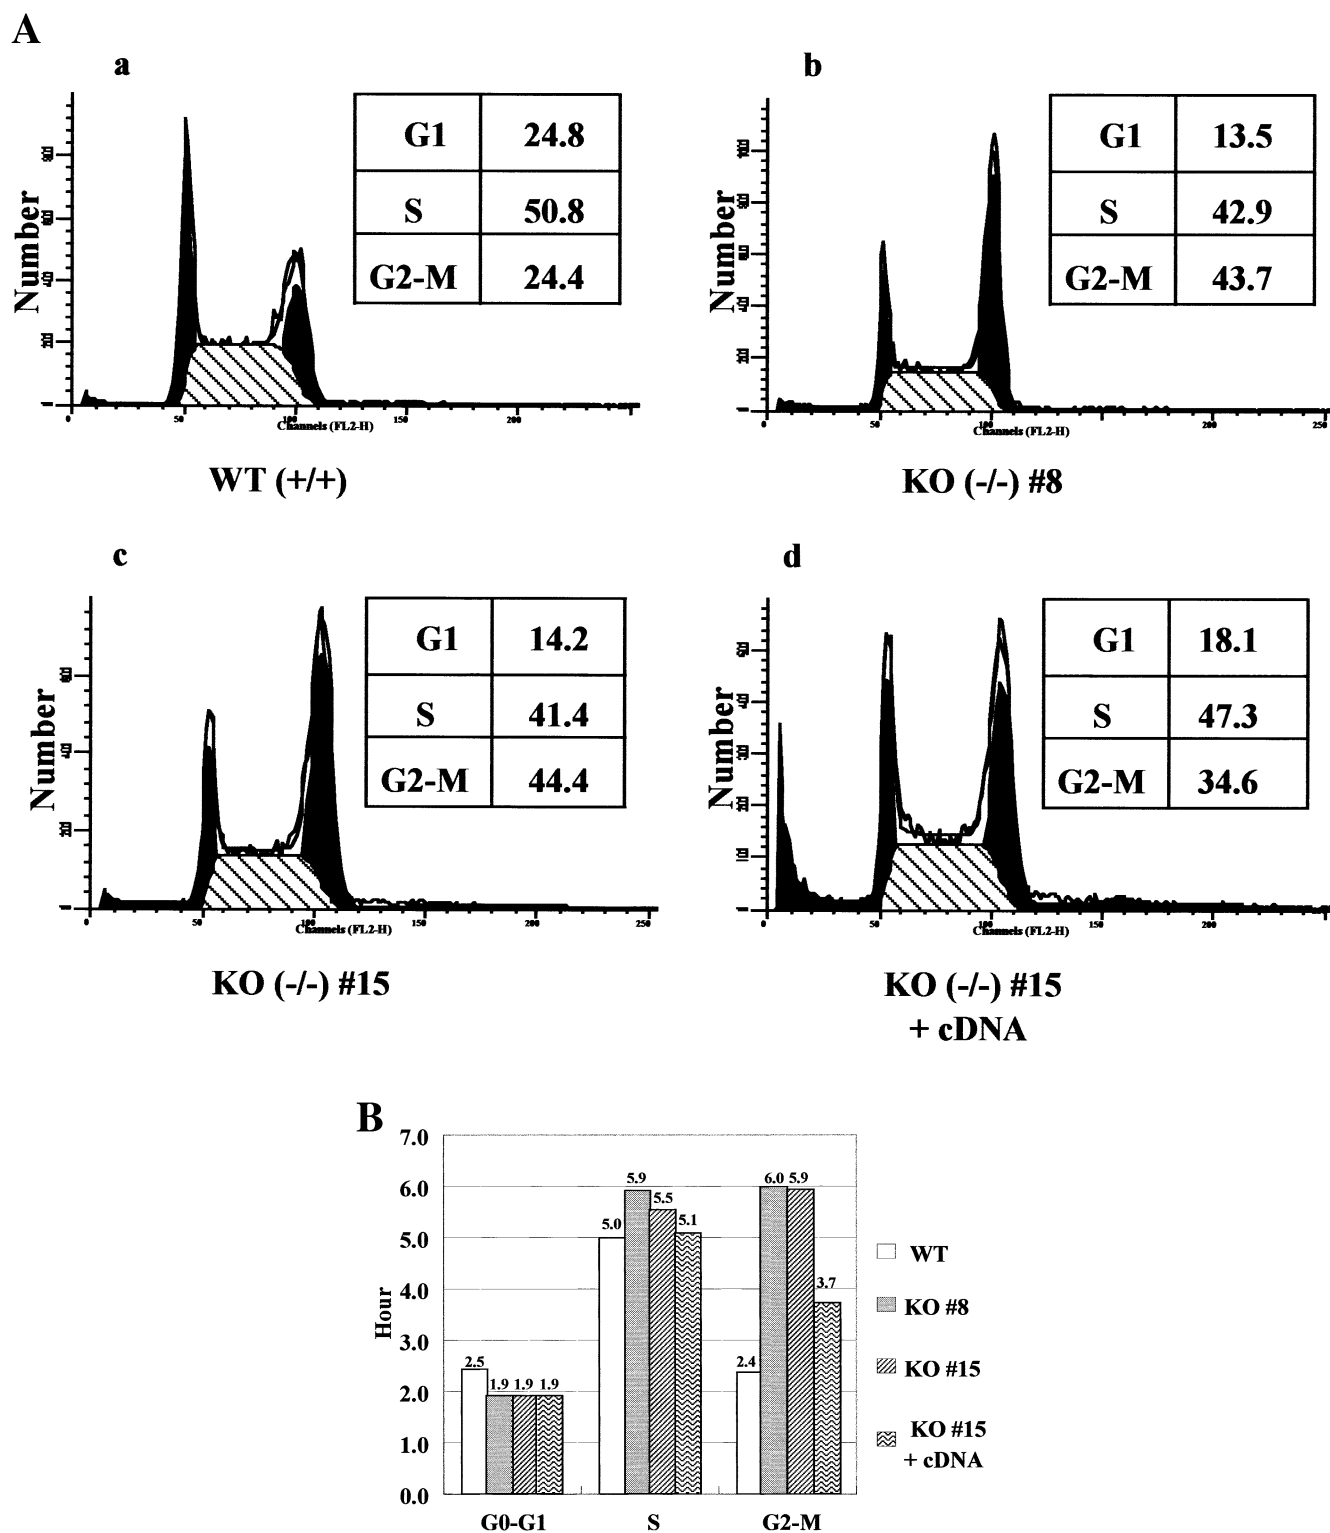 A
a
G1 24.8
S 50.8
G2-M 24.4
Number
0 50 100 150 200
Channels (FL2-H)
WT (+/+)
b
G1 13.5
S 42.9
G2-M 43.7
Number
0 50 100 200 250
Channels (FL2-H)
KO (-/-) #8
c
G1 14.2
S 41.4
G2-M 44.4
Number
0 50 100 150 200 250
Channels (FL2-H)
KO (-/-) #15
d
G1 18.1
S 47.3
G2-M 34.6
Number
0 50 100 150 200
Channels (FL2-H)
KO (-/-) #15
+ cDNA
B
Hour
7.0
6.0
5.0
4.0
3.0
2.0
1.0
0.0
2.5 1.9 1.9 1.9
5.0 5.9 5.5 5.1
2.4 6.0 5.9 3.7
G0-G1 S G2-M
WT
KO #8
KO #15
KO #15
+ cDNA